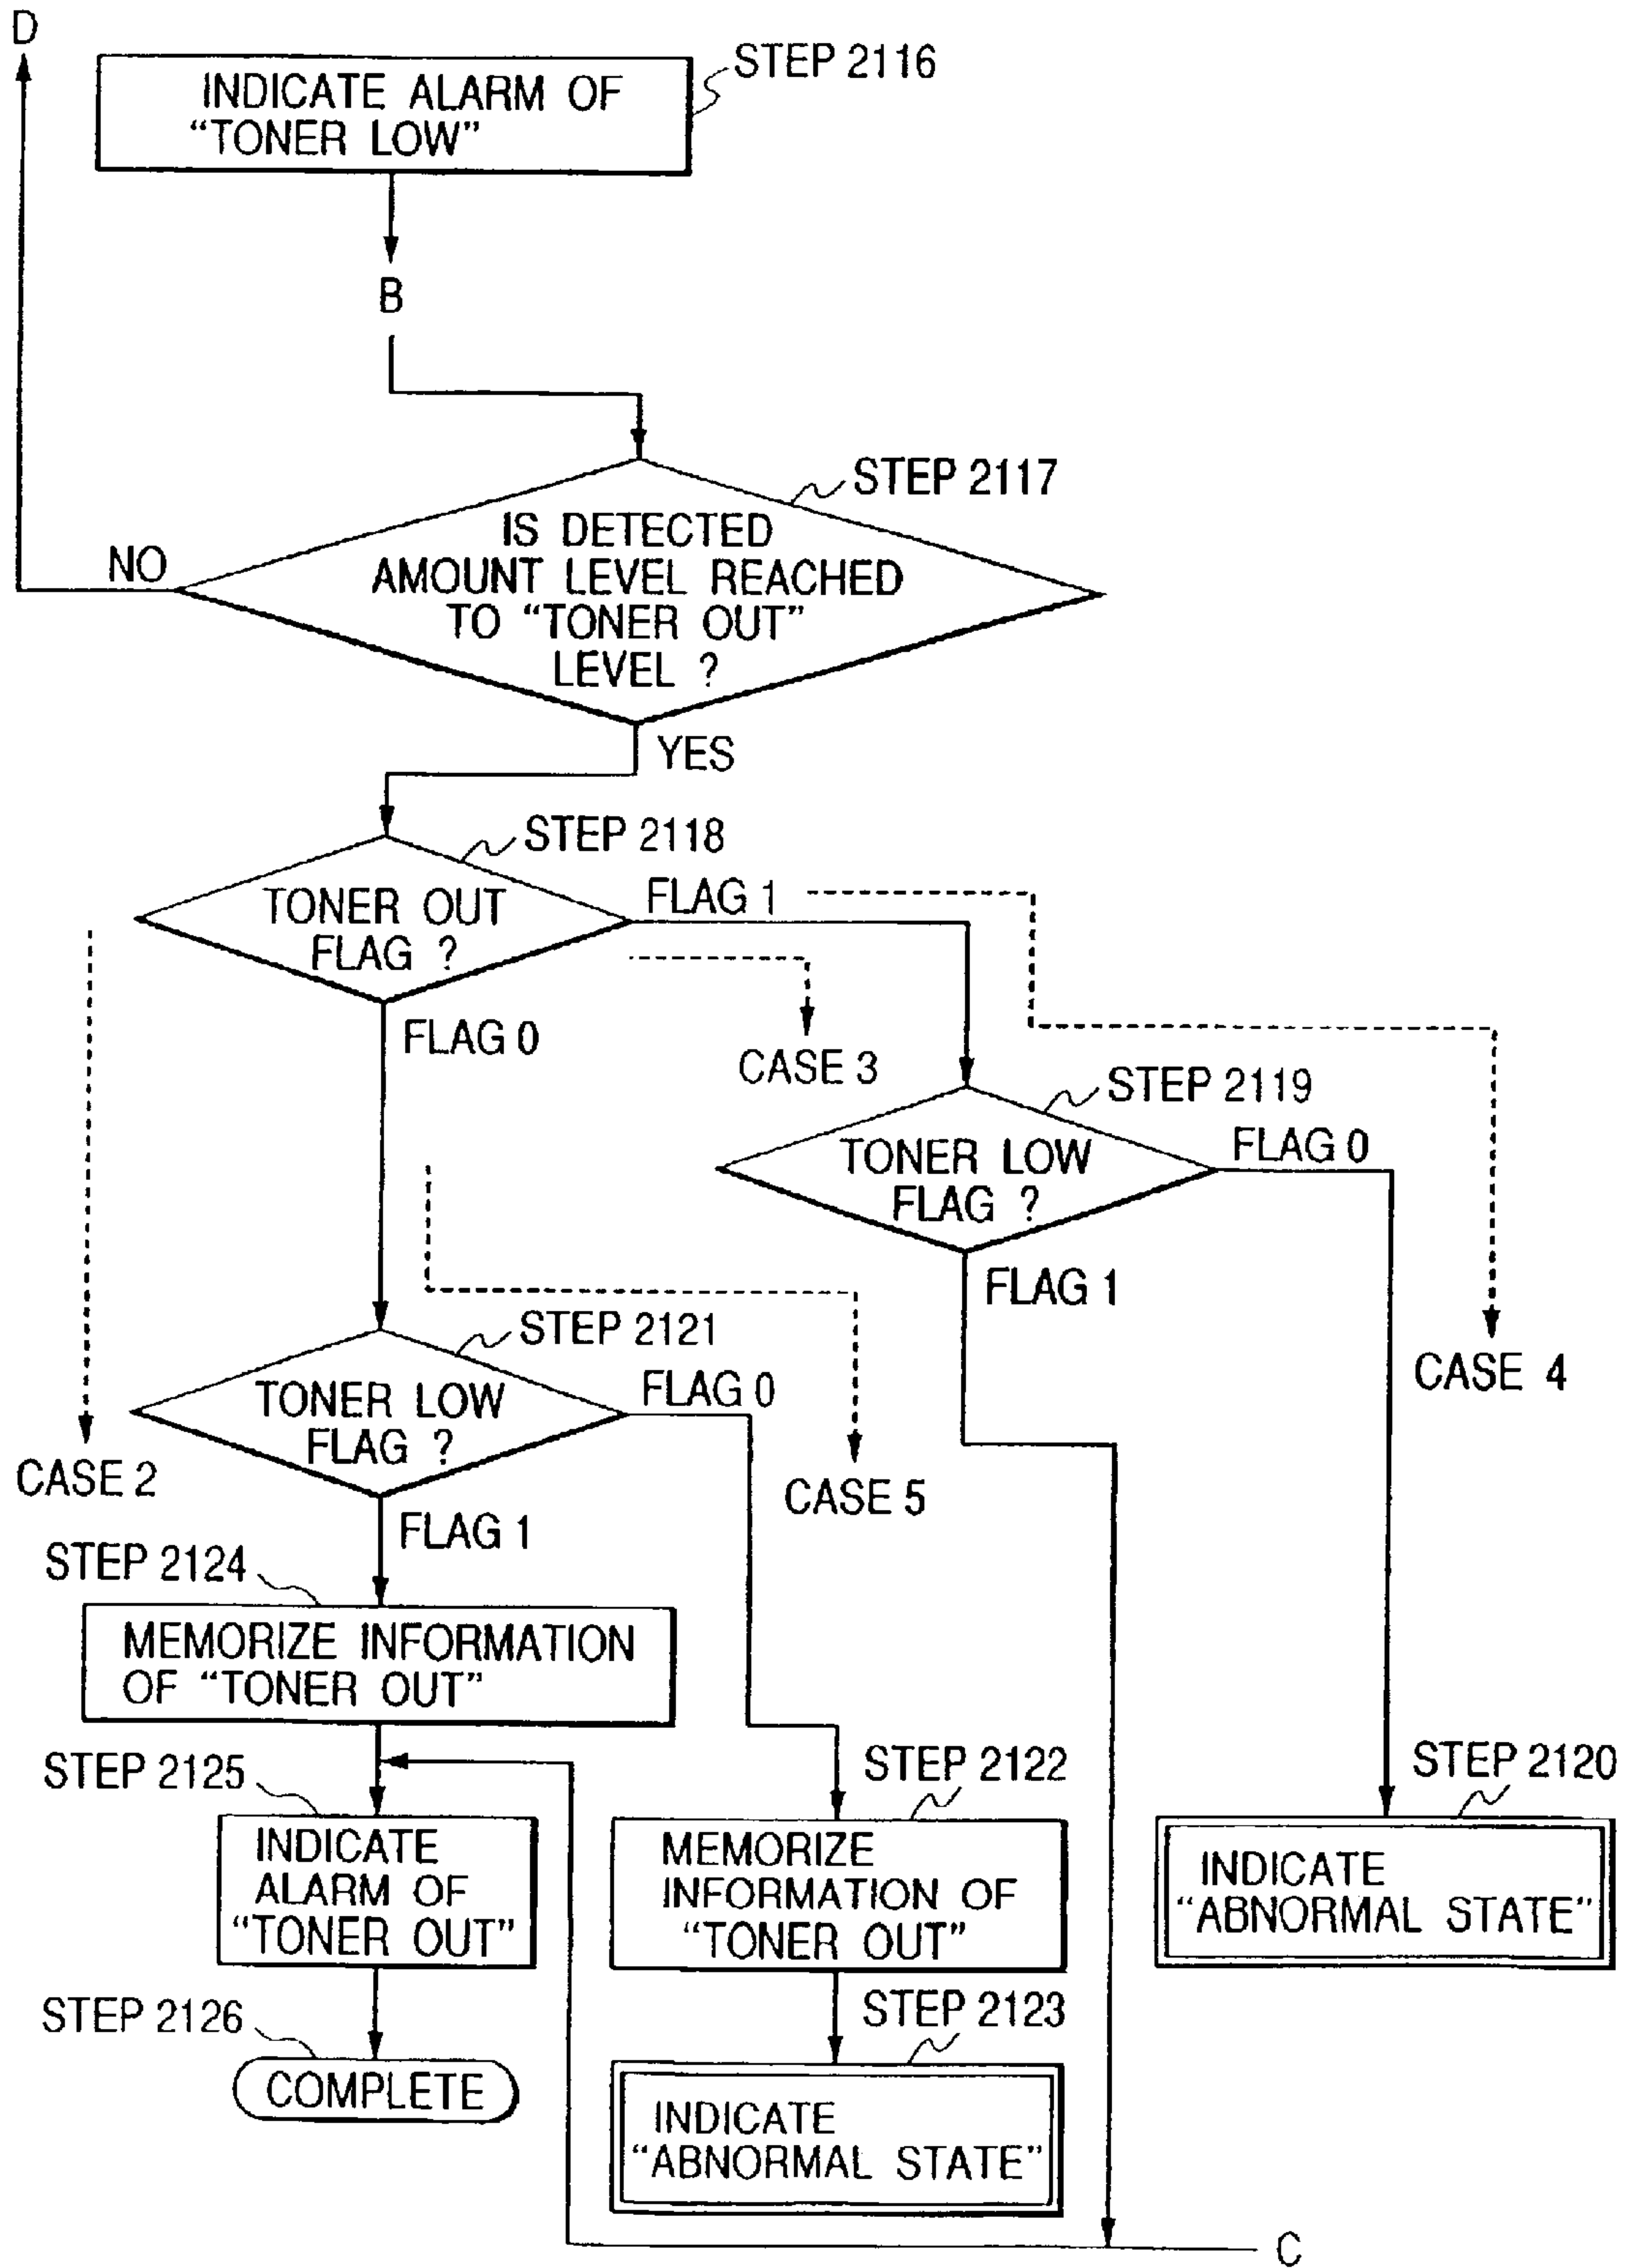 D
STEP 2116
INDICATE ALARM OF
“TONER LOW”
B
STEP 2117
IS DETECTED
AMOUNT LEVEL REACHED
TO “TONER OUT”
LEVEL ?
NO
YES
STEP 2118
TONER OUT
FLAG ?
FLAG 1
FLAG 0
CASE 3
STEP 2119
TONER LOW
FLAG ?
FLAG 0
FLAG 1
CASE 4
STEP 2121
TONER LOW
FLAG ?
FLAG 0
CASE 2
CASE 5
FLAG 1
STEP 2124
MEMORIZE INFORMATION
OF “TONER OUT”
STEP 2125
INDICATE
ALARM OF
“TONER OUT”
STEP 2122
MEMORIZE
INFORMATION OF
“TONER OUT”
STEP 2120
INDICATE
“ABNORMAL STATE”
STEP 2126
COMPLETE
STEP 2123
INDICATE
“ABNORMAL STATE”
C